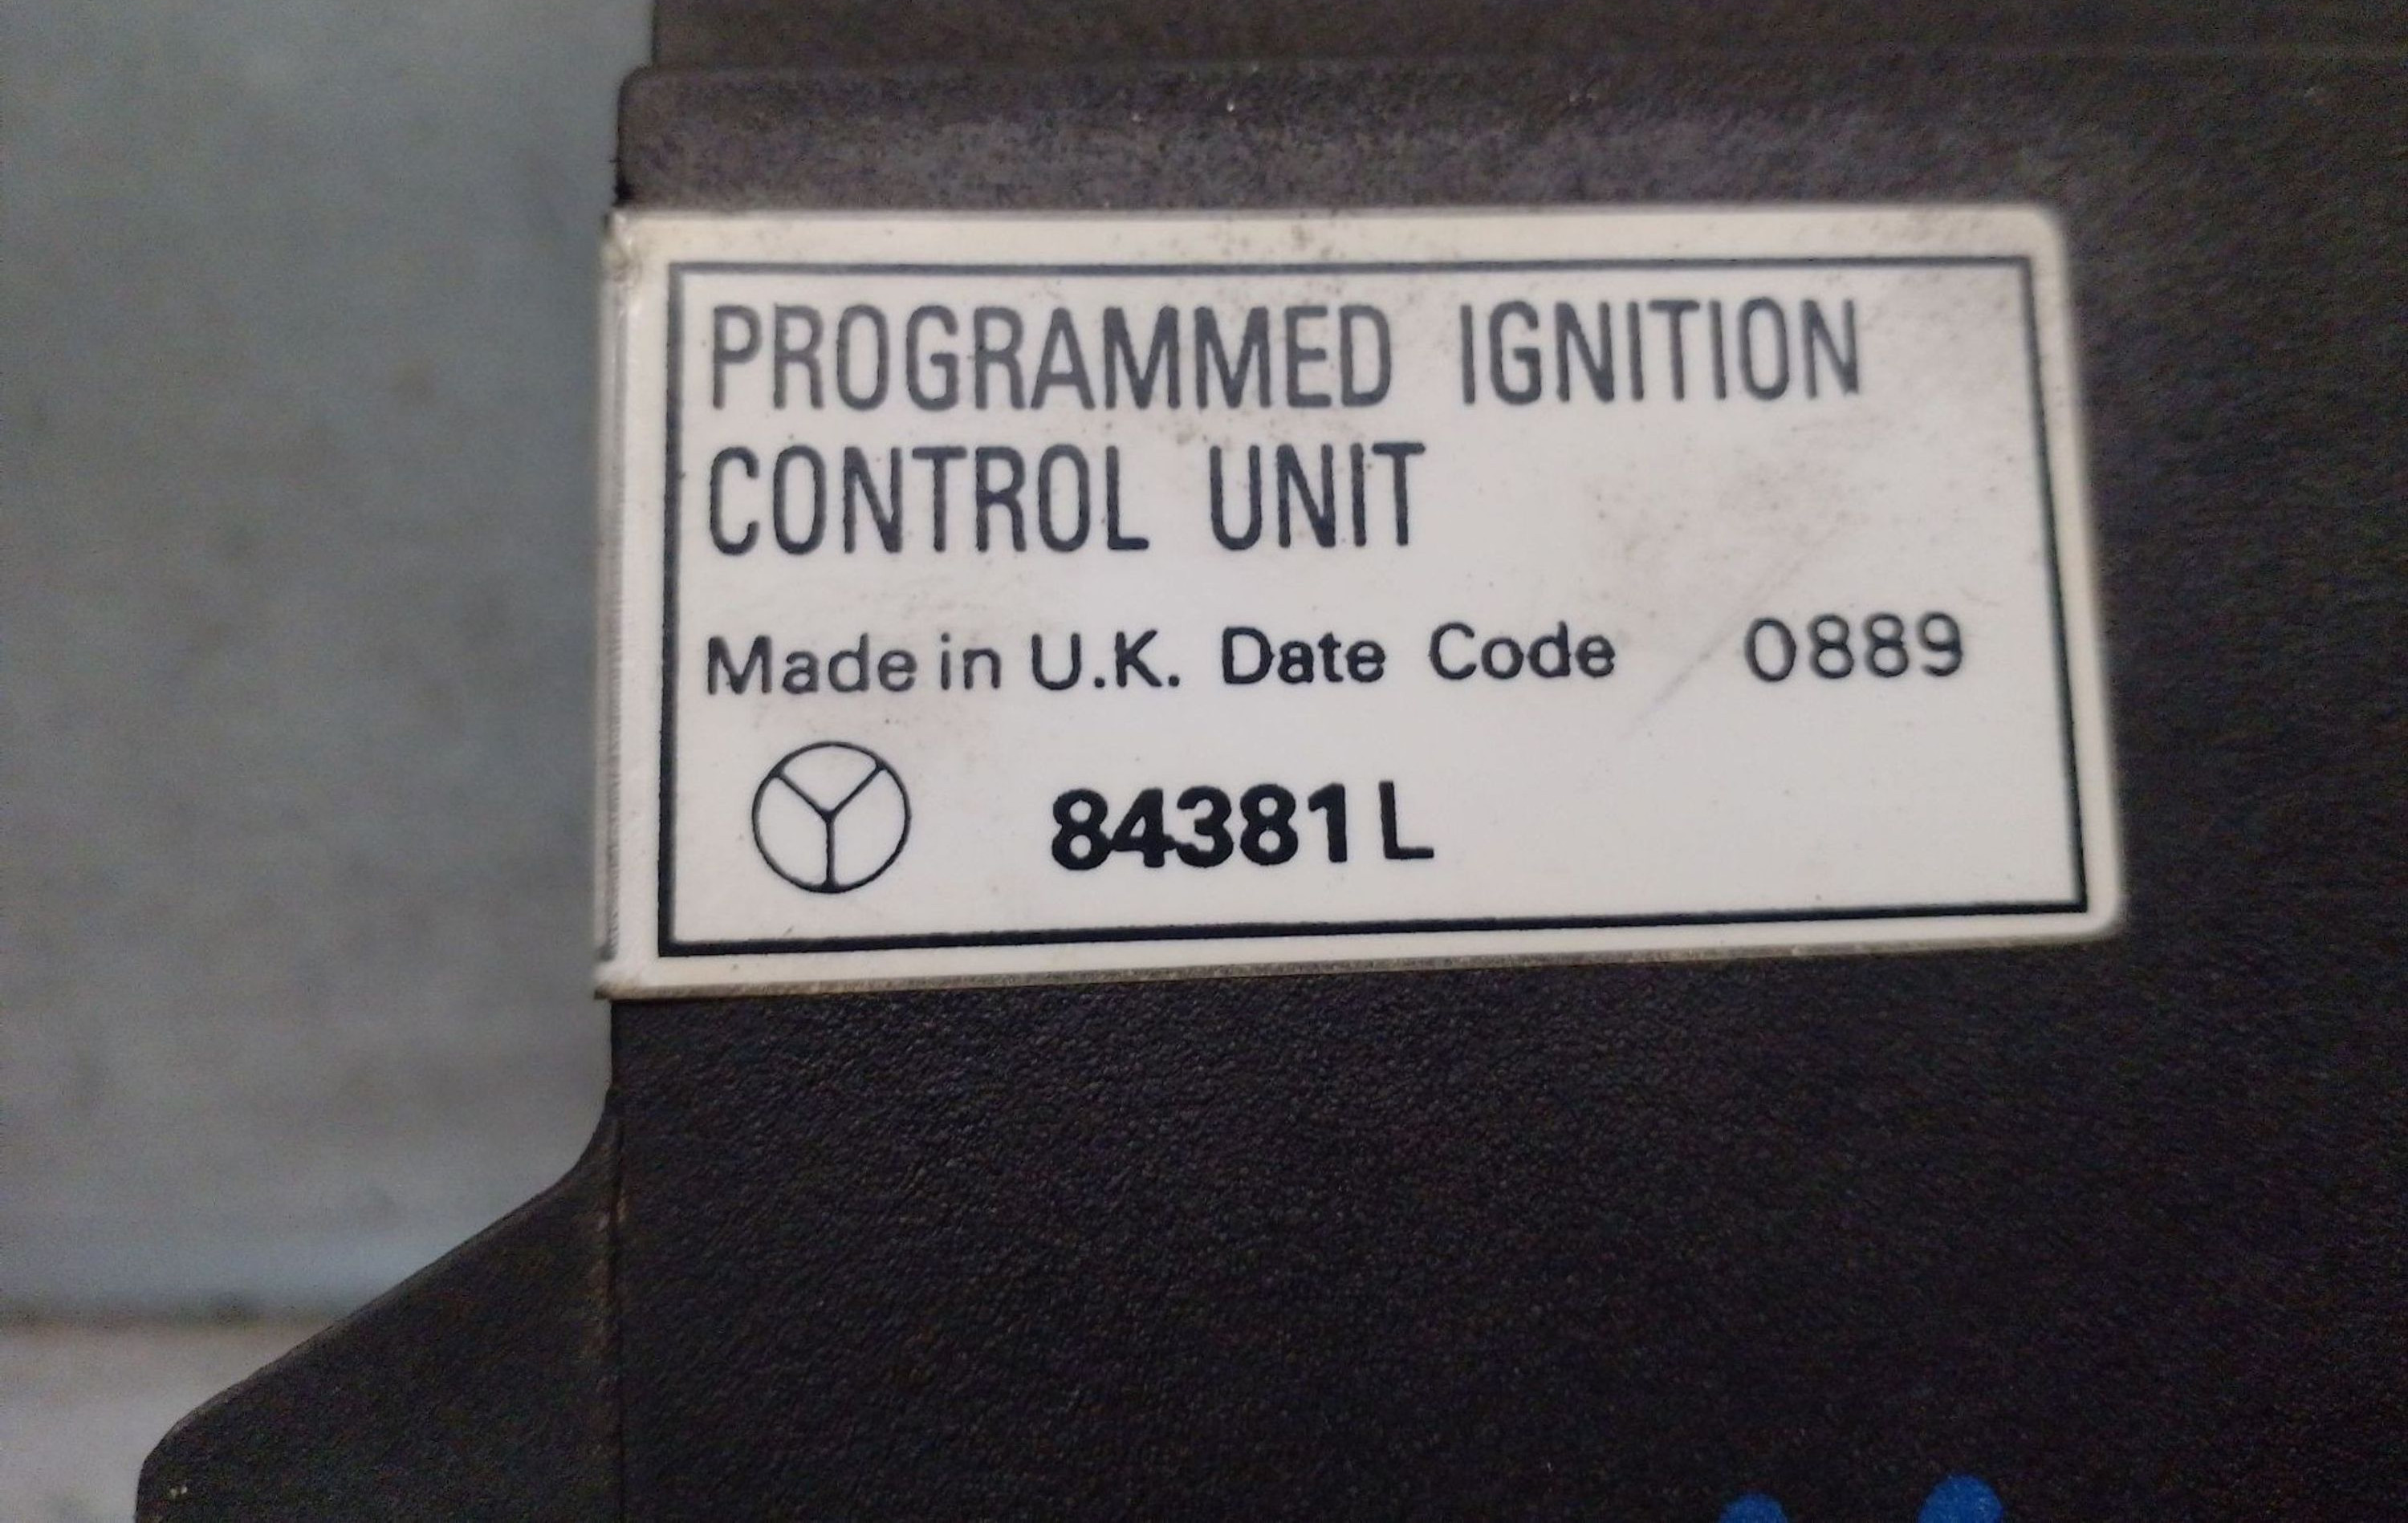 PROGRAMMED IGNITION
CONTROL UNIT
Made in U.K. Date Code 0889
84381L